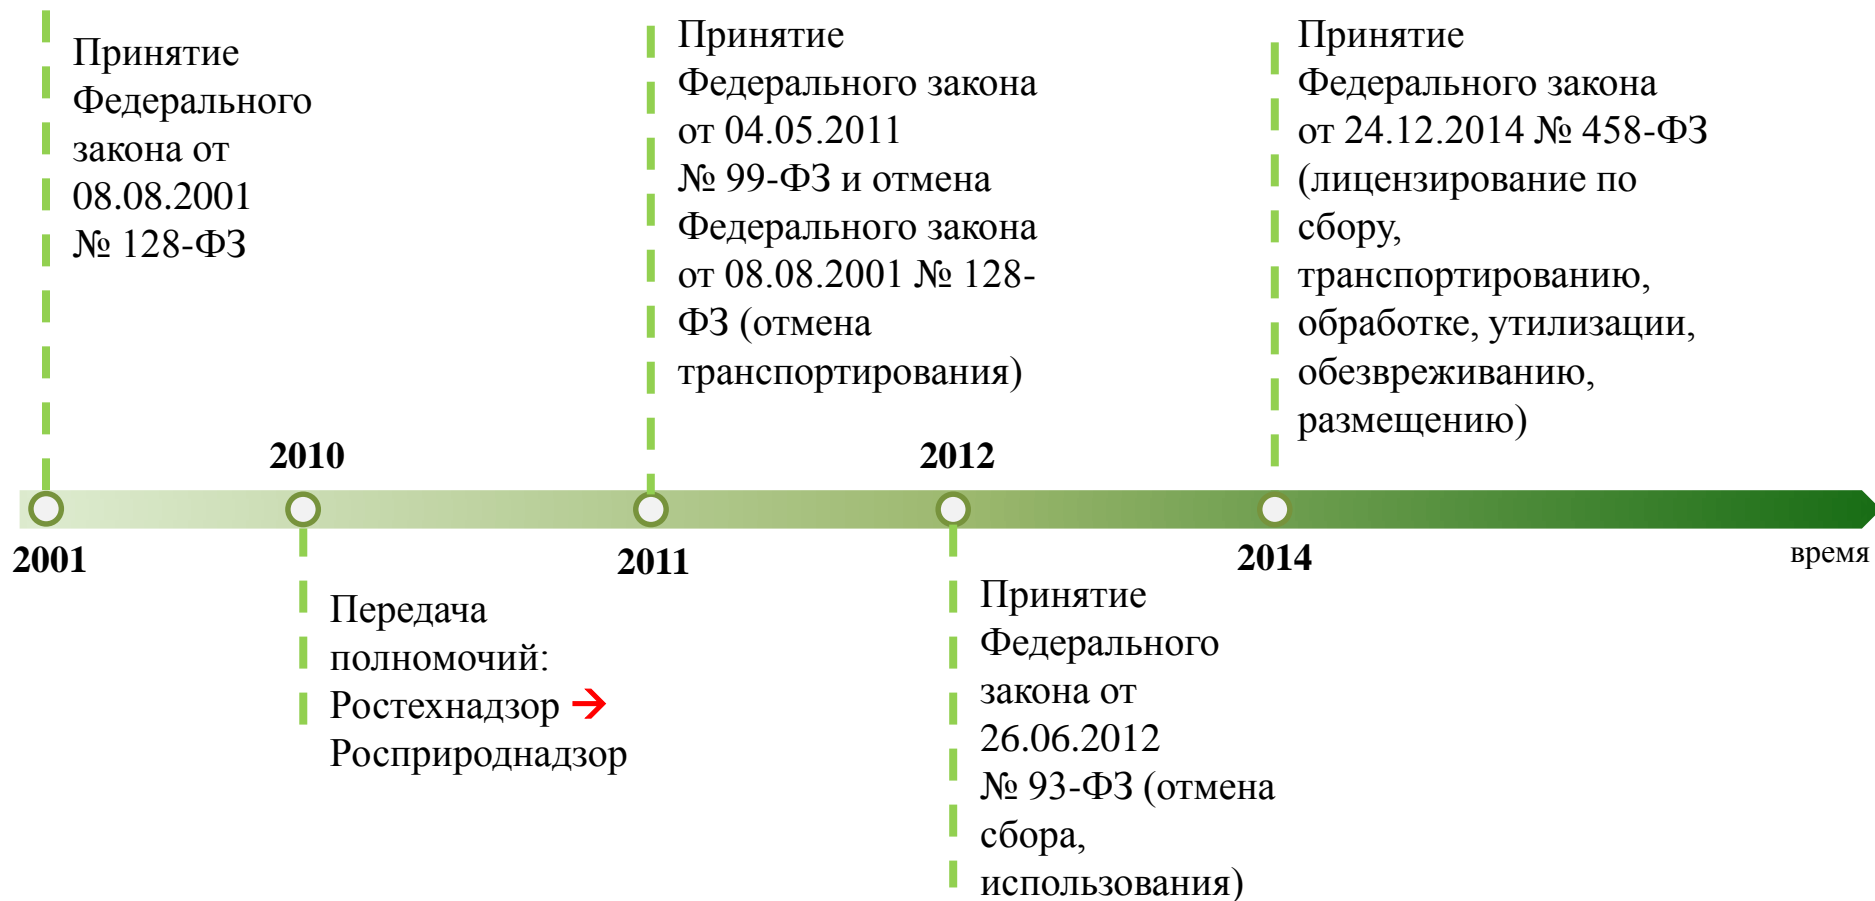 Принятие
Федерального
закона от
08.08.2001
№ 128-ФЗ
Принятие
Федерального закона
от 04.05.2011
№ 99-ФЗ и отмена
Федерального закона
от 08.08.2001 № 128-
ФЗ (отмена
транспортирования)
Принятие
Федерального закона
от 24.12.2014 № 458-ФЗ
(лицензирование по
сбору,
транспортированию,
обработке, утилизации,
обезвреживанию,
размещению)
2010
2012
2001
2011
2014
время
Передача
полномочий:
Ростехнадзор →
Росприроднадзор
Принятие
Федерального
закона от
26.06.2012
№ 93-ФЗ (отмена
сбора,
использования)